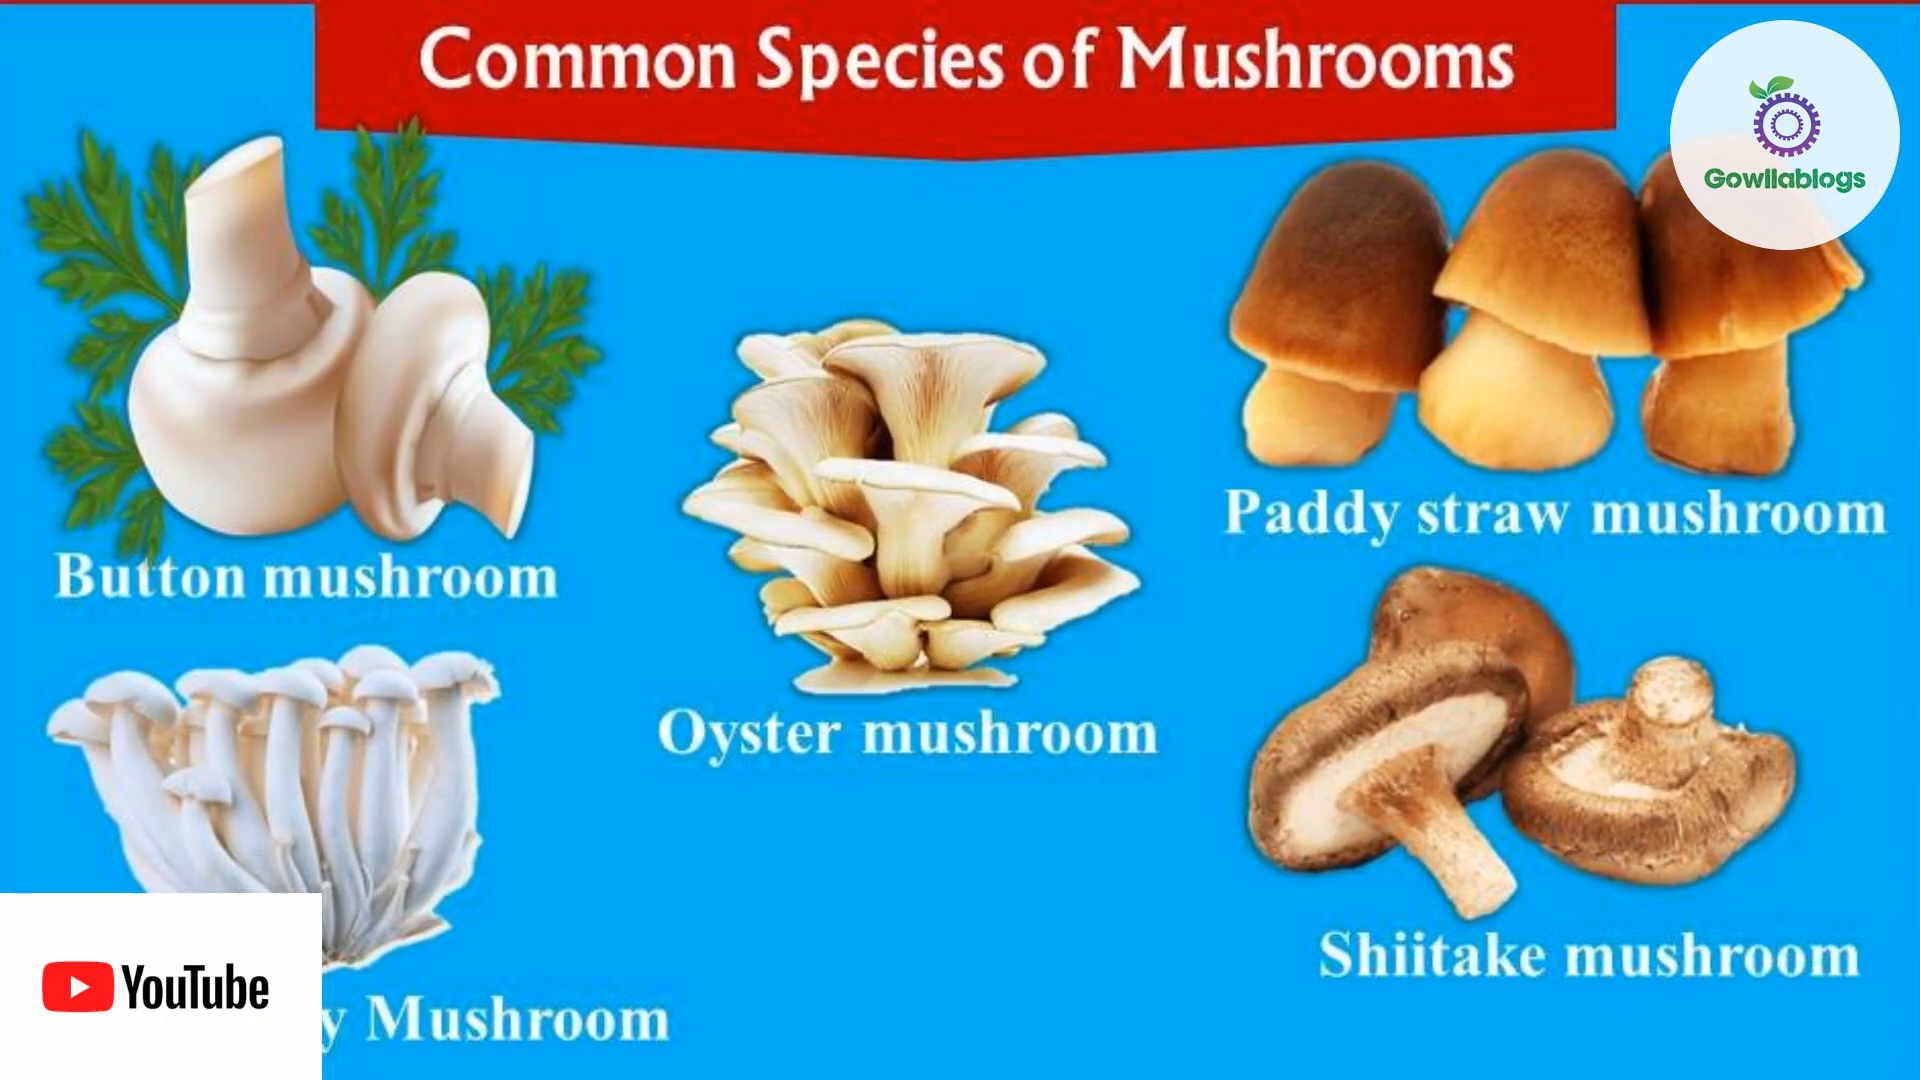 Common Species of Mushrooms
Gowllablogs
Button mushroom
Paddy straw mushroom
Oyster mushroom
Shiitake mushroom
YouTube
y Mushroom